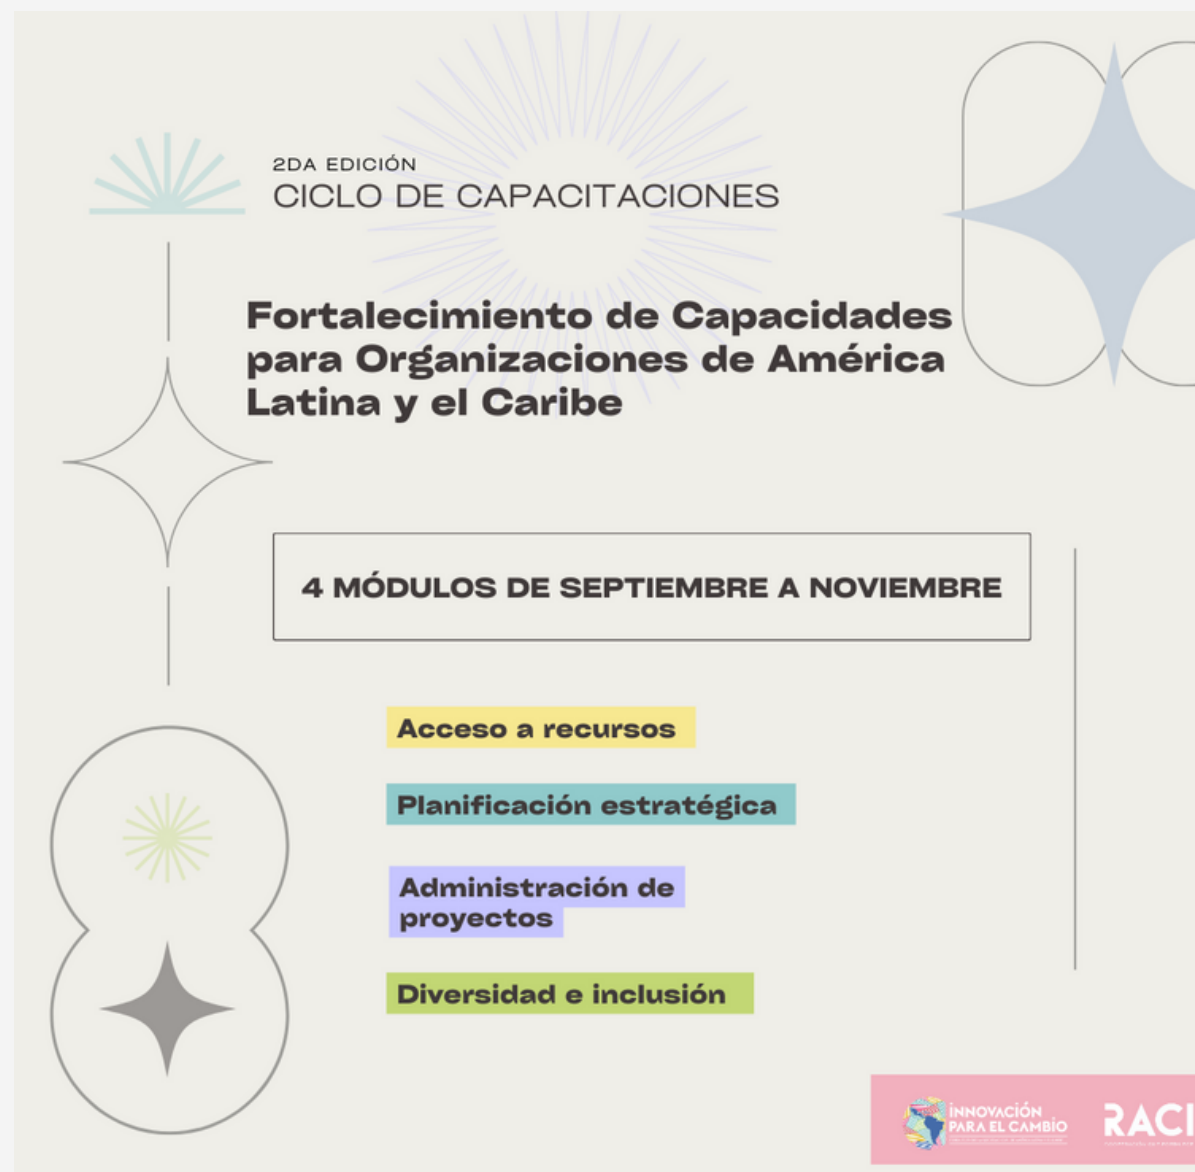 2DA EDICIÓN
CICLO DE CAPACITACIONES
Fortalecimiento de Capacidades
para Organizaciones de América
Latina y el Caribe
4 MÓDULOS DE SEPTIEMBRE A NOVIEMBRE
Acceso a recursos
Planificación estratégica
Administración de
proyectos
Diversidad e inclusión
INNOVACIÓN
PARA EL CAMBIO
RACI